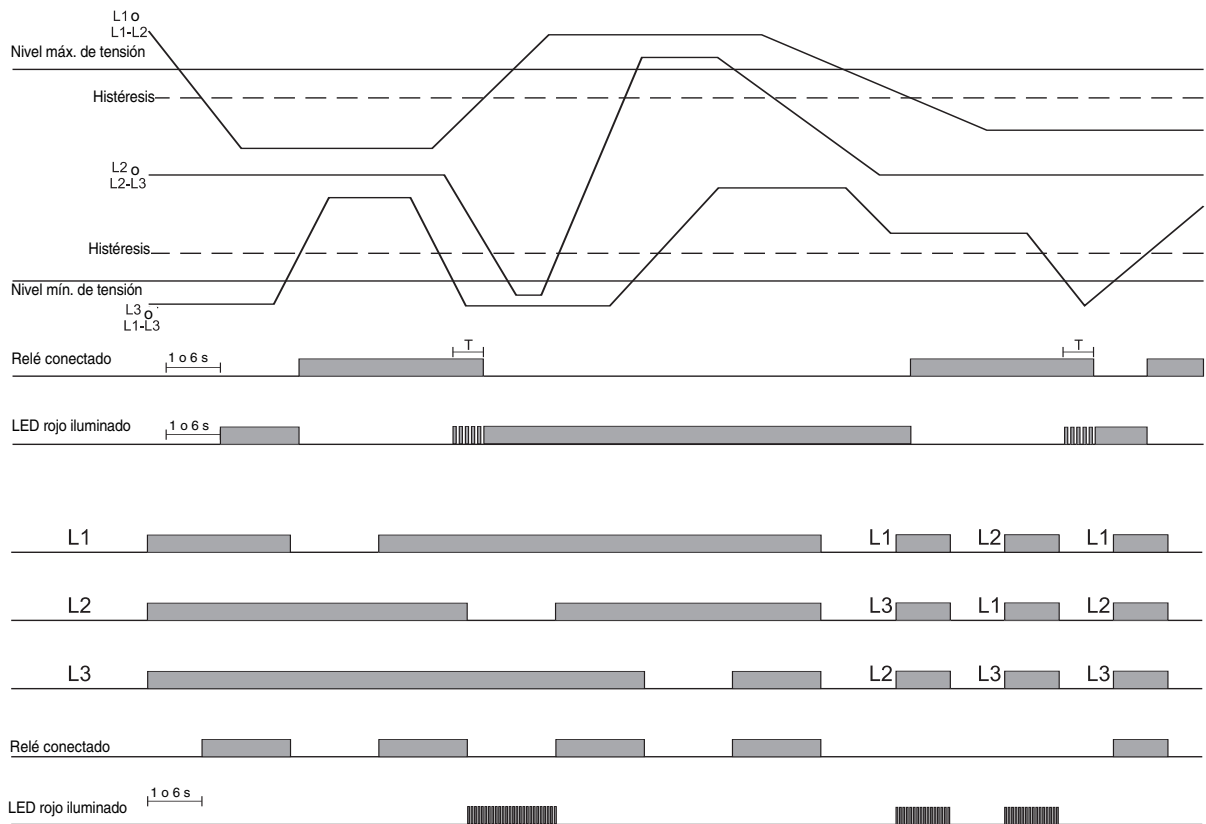 L1 o
L1-L2
Nivel máx. de tensión
Histéresis
L2 o
L2-L3
Histéresis
Nivel mín. de tensión
L3 o
L1-L3
Relé conectado
1 o 6 s
T
T
LED rojo iluminado
1 o 6 s
L1
L1
L2
L1
L2
L3
L1
L2
L3
L2
L3
L3
Relé conectado
LED rojo iluminado
1 o 6 s